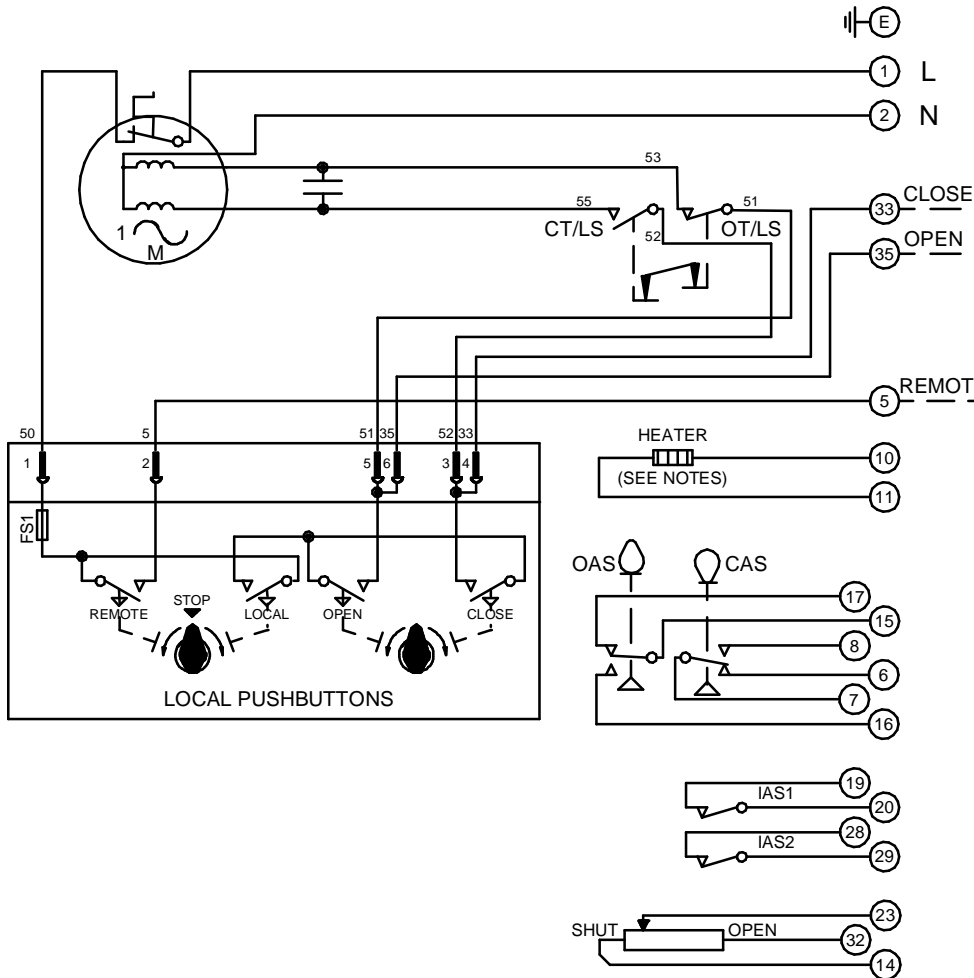 E
1 L
2 N
53
55 51
33 CLOSE
CT/LS 52 OT/LS
1 M
35 OPEN
5 REMOT
50 5 51 35 52 33
1 2 5 6 3 4
HEATER
10
(SEE NOTES)
11
FS1
OAS CAS
17
STOP
REMOTE LOCAL OPEN CLOSE
15
8
6
LOCAL PUSHBUTTONS
7
16
19
IAS1
20
28
IAS2
29
23
SHUT OPEN
32
14